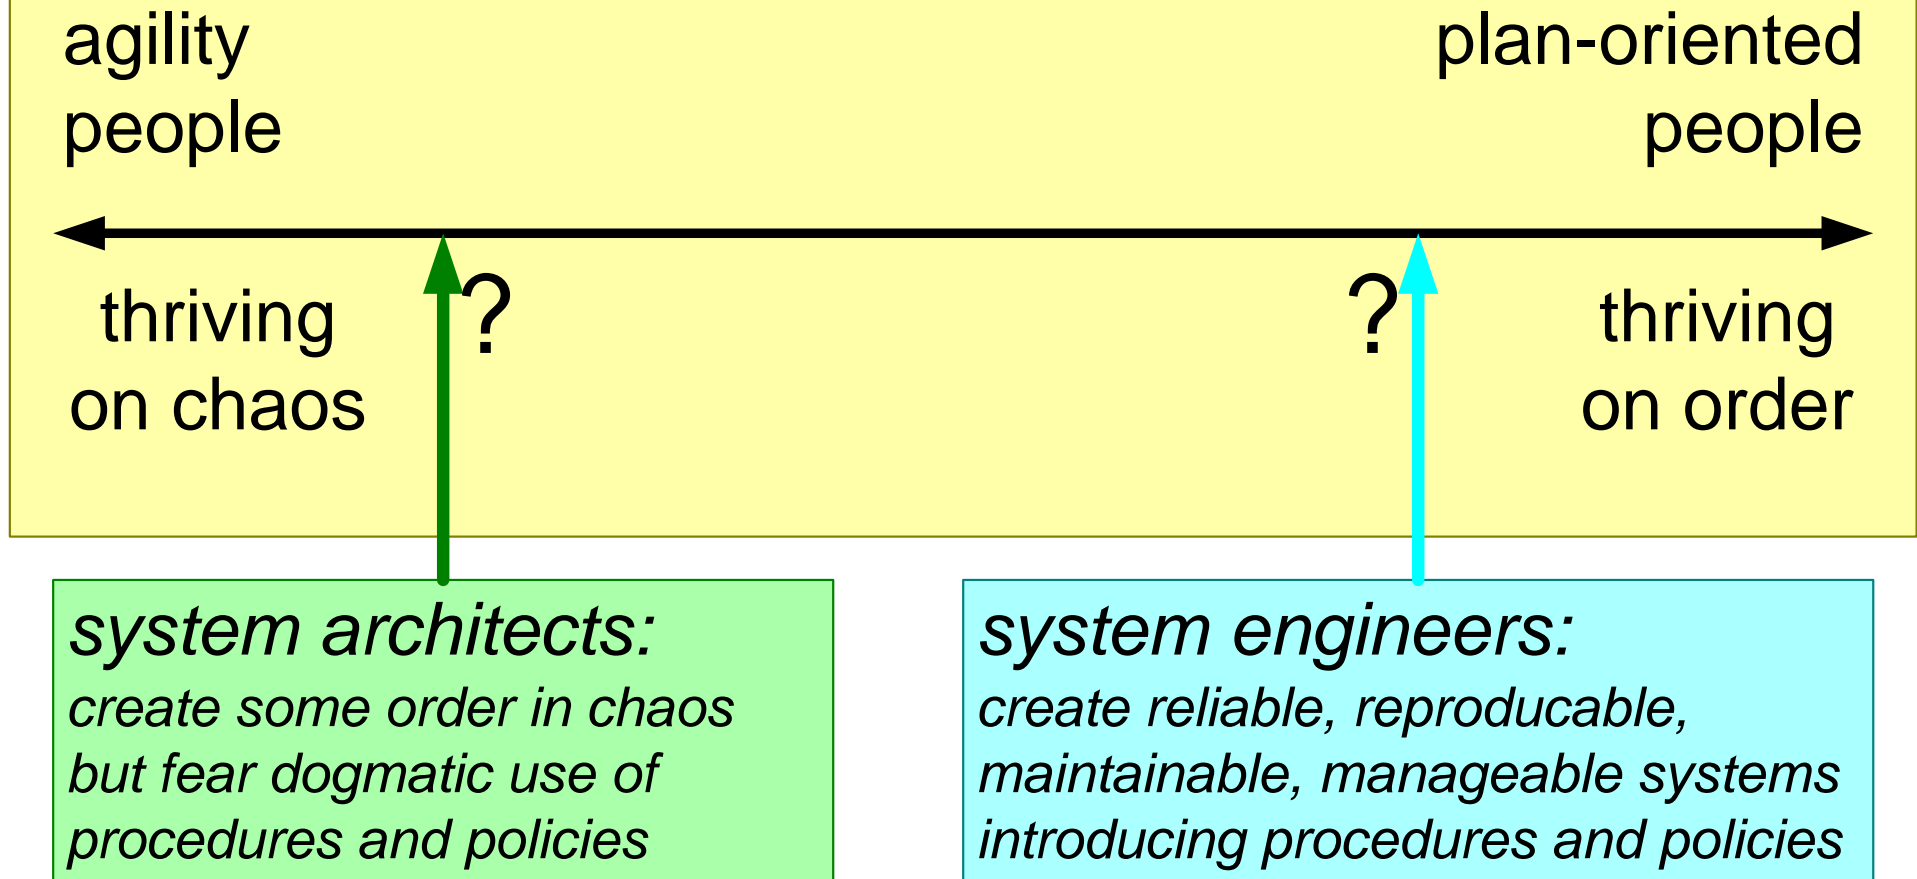 agility
people
plan-oriented
people
thriving
on chaos
?
?
thriving
on order
system architects:
create some order in chaos
but fear dogmatic use of
procedures and policies
system engineers:
create reliable, reproducable,
maintainable, manageable systems
introducing procedures and policies